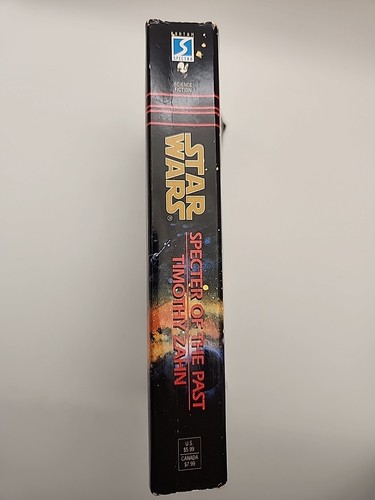 BANTAM
S
SPECTRA
SCIENCE
FICTION
STAR
WARS®
SPECTER OF THE PAST
TIMOTHY ZAHN
U.S.
$5.99
CANADA
$7.99